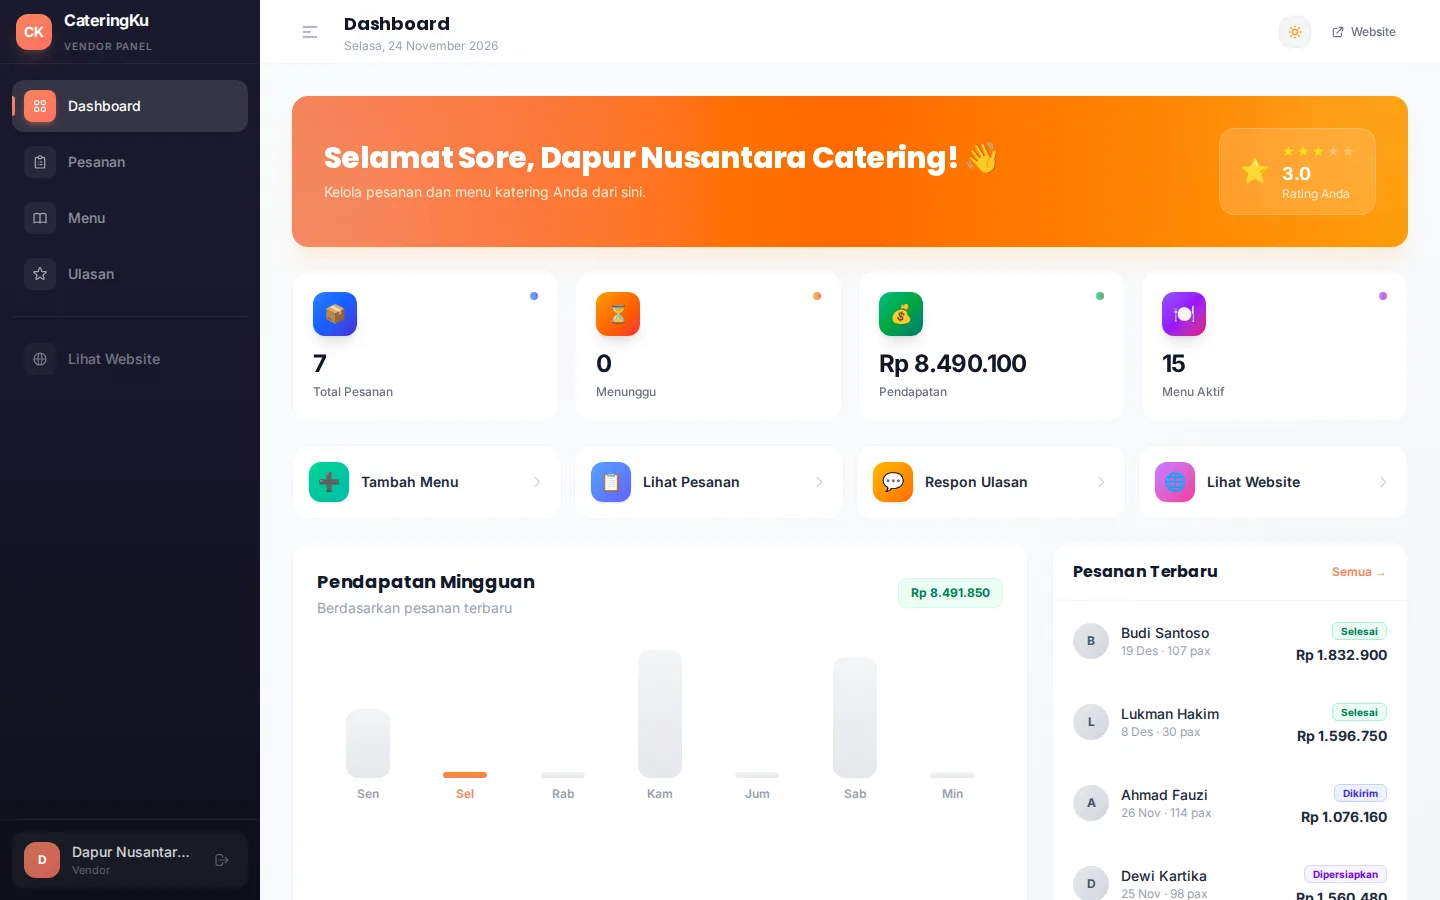 CK
CateringKu
VENDOR PANEL
Dashboard
Pesanan
Menu
Ulasan
Lihat Website
D
Dapur Nusantar...
Vendor
Dashboard
Selasa, 24 November 2026
Website
Selamat Sore, Dapur Nusantara Catering! 👋
Kelola pesanan dan menu katering Anda dari sini.
3.0
Rating Anda
7
Total Pesanan
0
Menunggu
Rp 8.490.100
Pendapatan
15
Menu Aktif
Tambah Menu
Lihat Pesanan
Respon Ulasan
Lihat Website
Pendapatan Mingguan
Berdasarkan pesanan terbaru
Rp 8.491.850
Sen
Sel
Rab
Kam
Jum
Sab
Min
Pesanan Terbaru
Semua →
B
Budi Santoso
19 Des · 107 pax
Selesai
Rp 1.832.900
L
Lukman Hakim
8 Des · 30 pax
Selesai
Rp 1.596.750
A
Ahmad Fauzi
26 Nov · 114 pax
Dikirim
Rp 1.076.160
D
Dewi Kartika
25 Nov · 98 pax
Dipersiapkan
Rp 1.560.480